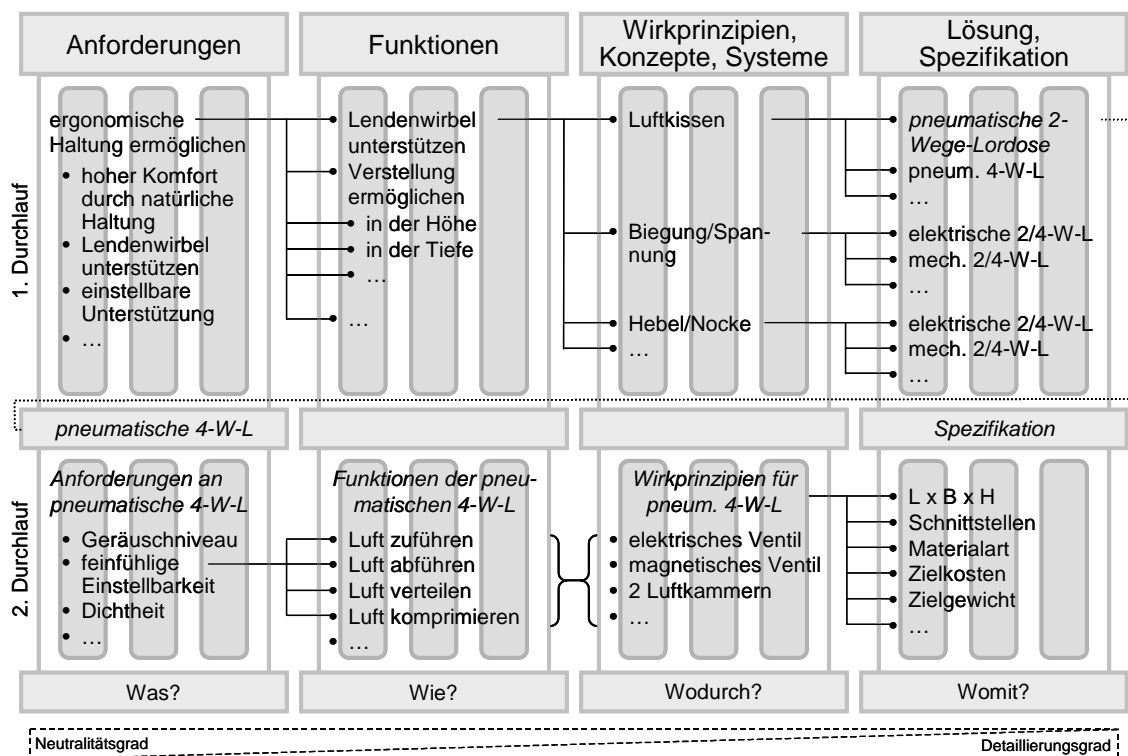 Anforderungen
Funktionen
Wirkprinzipien,
Konzepte, Systeme
Lösung,
Spezifikation
1. Durchlauf
ergonomische
Haltung ermöglichen
• hoher Komfort
durch natürliche
Haltung
• Lendenwirbel
unterstützen
• einstellbare
Unterstützung
• …
Lendenwirbel
unterstützen
Verstellung
ermöglichen
in der Höhe
in der Tiefe
…
…
Luftkissen
Biegung/Span-
nung
Hebel/Nocke
…
pneumatische 2-
Wege-Lordose
pneum. 4-W-L
…
elektrische 2/4-W-L
mech. 2/4-W-L
…
elektrische 2/4-W-L
mech. 2/4-W-L
…
pneumatische 4-W-L
Spezifikation
2. Durchlauf
Anforderungen an
pneumatische 4-W-L
• Geräuschniveau
• feinfühlige
Einstellbarkeit
• Dichtheit
• …
Funktionen der pneu-
matischen 4-W-L
• Luft zuführen
• Luft abführen
• Luft verteilen
• Luft komprimieren
• …
Wirkprinzipien für
pneum. 4-W-L
• elektrisches Ventil
• magnetisches Ventil
• 2 Luftkammern
• …
L x B x H
Schnittstellen
Materialart
Zielkosten
Zielgewicht
…
Was?
Wie?
Wodurch?
Womit?
Neutralitätsgrad
Detaillierungsgrad